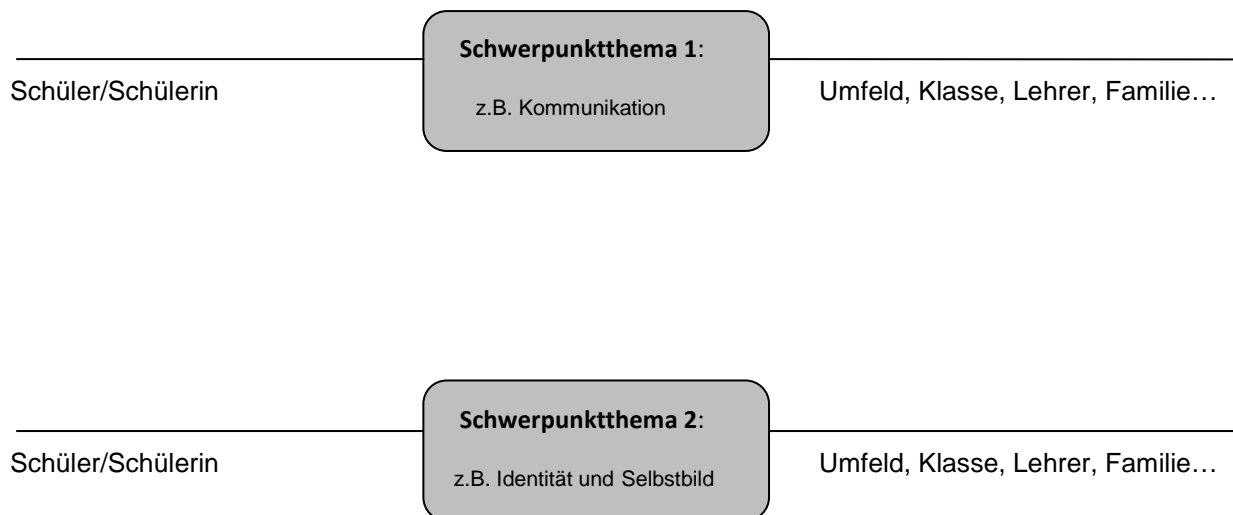 Schwerpunktthema 1:
Schüler/Schülerin
z.B. Kommunikation
Umfeld, Klasse, Lehrer, Familie…
Schwerpunktthema 2:
Schüler/Schülerin
z.B. Identität und Selbstbild
Umfeld, Klasse, Lehrer, Familie…